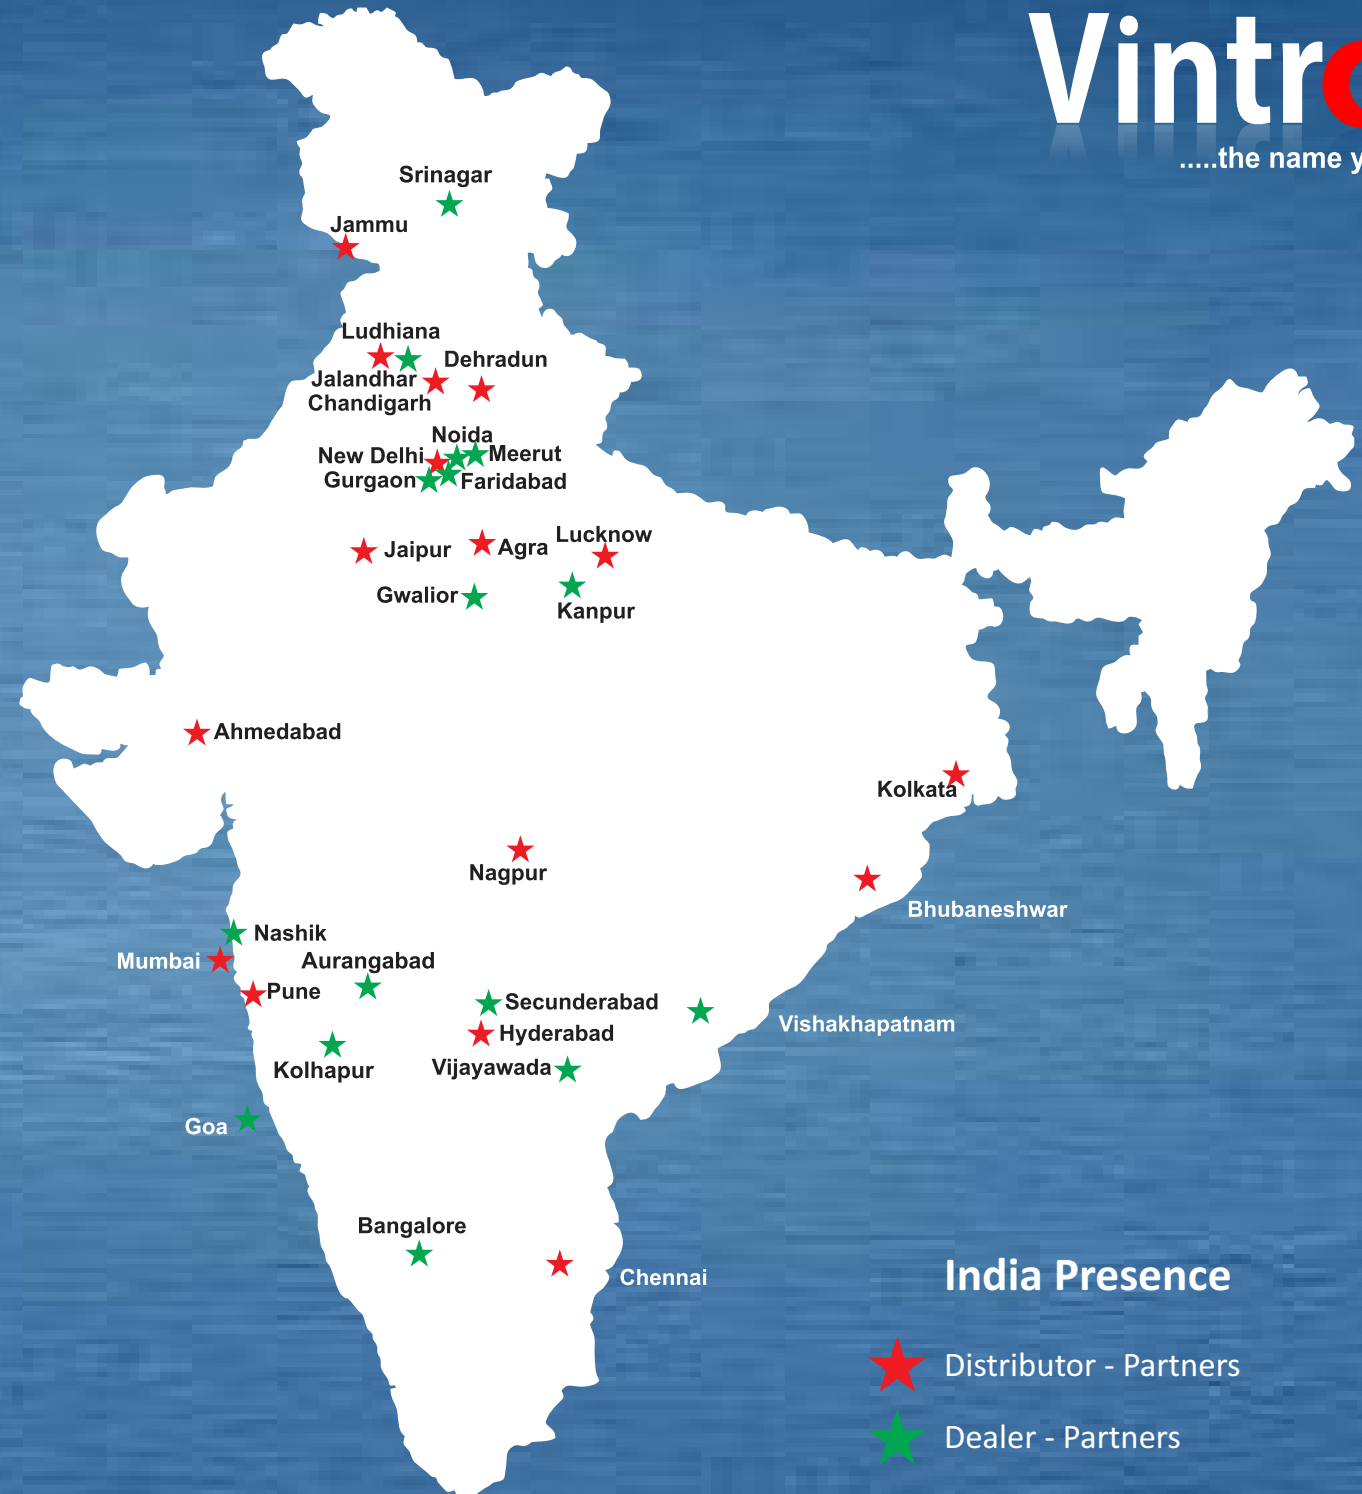 Vintr
.....the name y
Srinagar
Jammu
Ludhiana
Dehradun
Jalandhar
Chandigarh
Noida
New Delhi
Meerut
Gurgaon
Faridabad
Lucknow
Jaipur
Agra
Gwalior
Kanpur
Ahmedabad
Kolkata
Nagpur
Bhubaneshwar
Nashik
Mumbai
Aurangabad
Pune
Secunderabad
Vishakhapatnam
Hyderabad
Kolhapur
Vijayawada
Goa
Bangalore
Chennai
India Presence
Distributor - Partners
Dealer - Partners